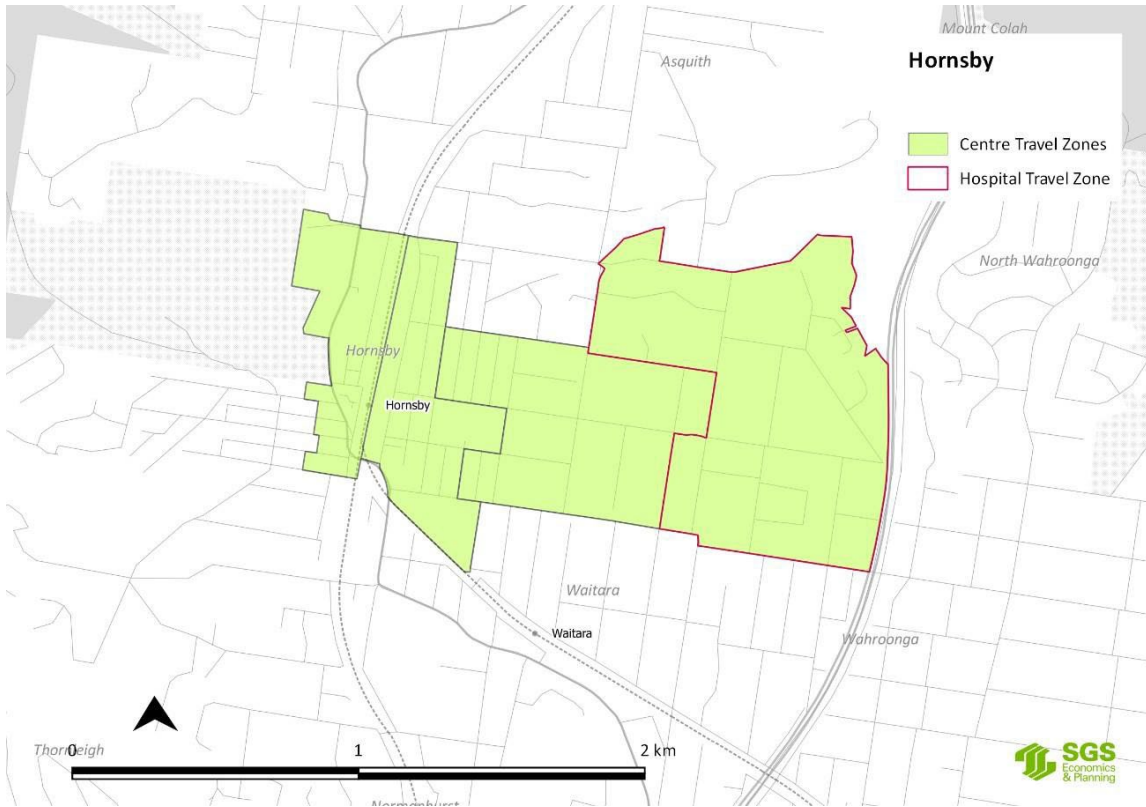 Mount Colah
Hornsby
Asquith
Centre Travel Zones
Hospital Travel Zone
North Wahroonga
Hornsby
Hornsby
Waitara
Waitara
Wahroonga
Thornleigh
0
1
2 km
Normanhurst
SGS
Economics
& Planning